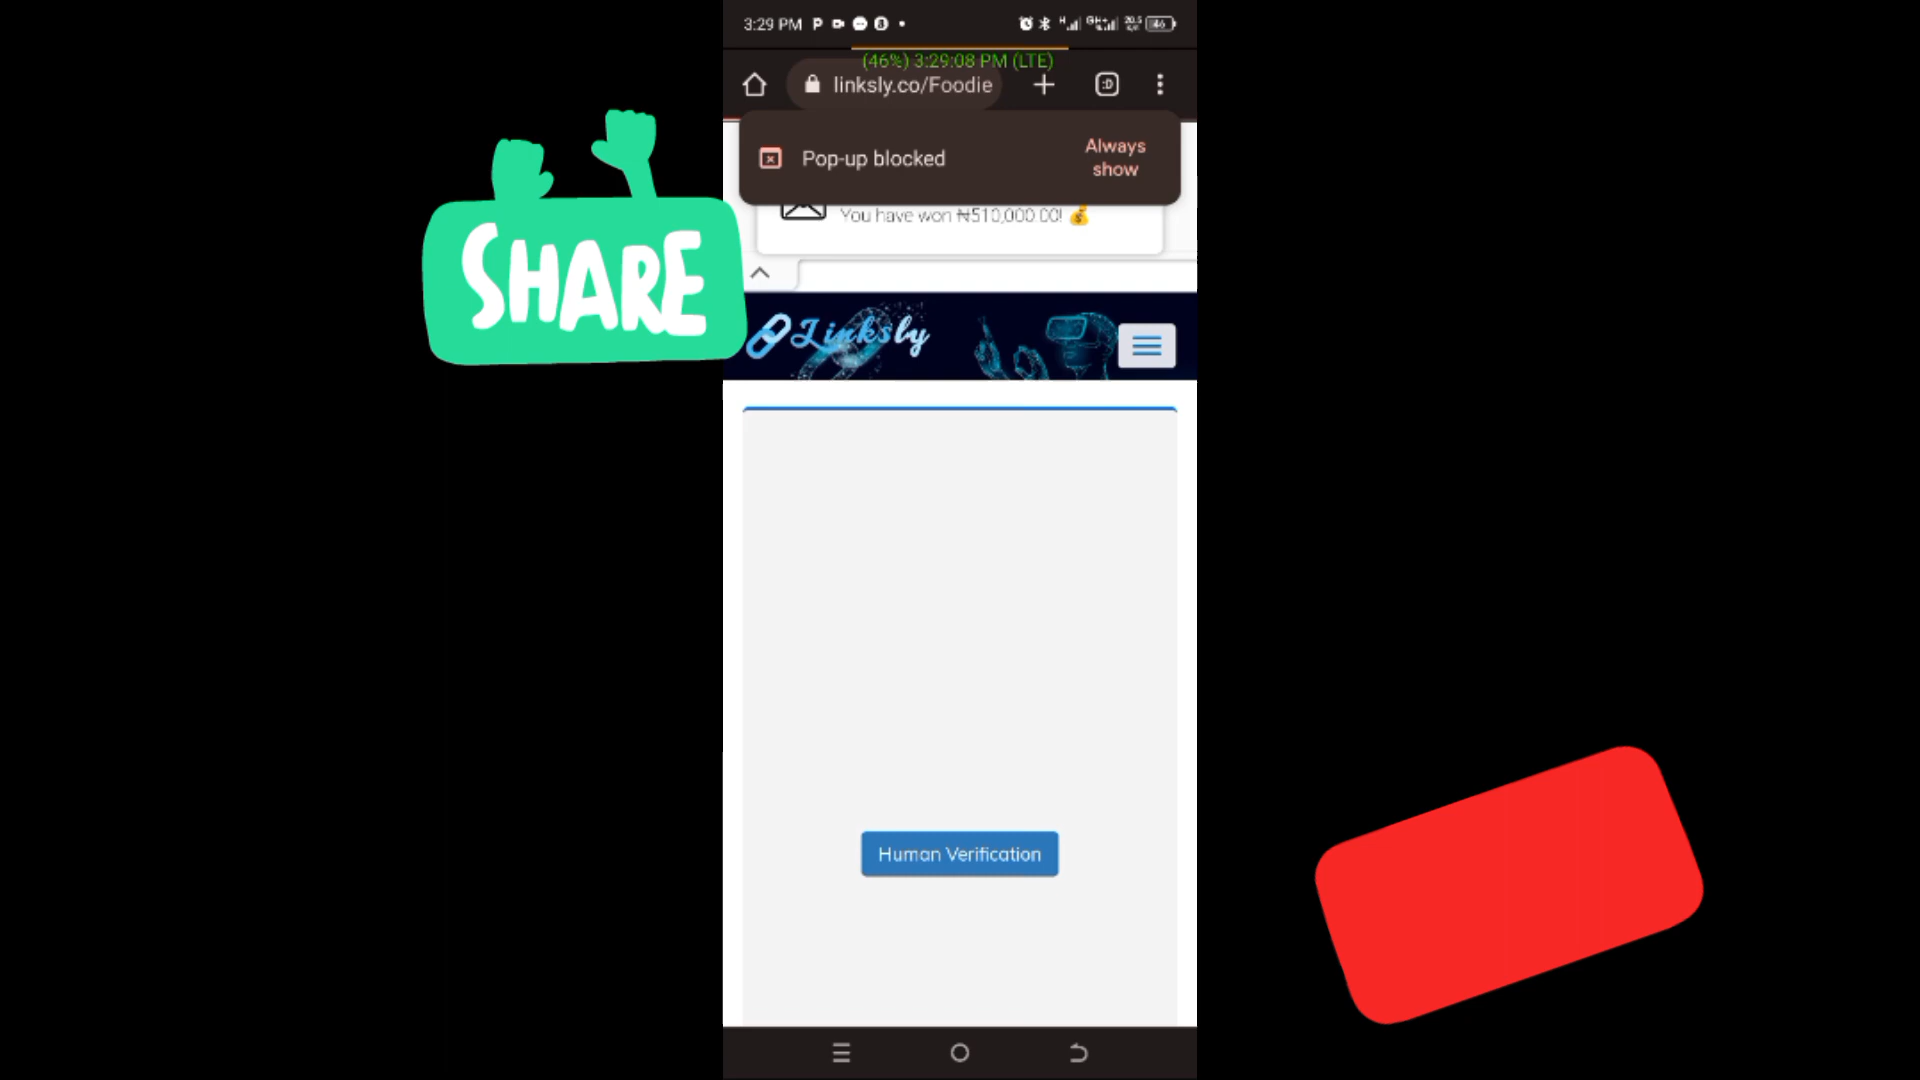 3:29 PM
46
(46%) 3:29:08 PM (LTE)
linksly.co/Foodie
:D
Pop-up blocked
Always
show
You have won ₦510,000.00! 💰
SHARE
Linksly
Human Verification